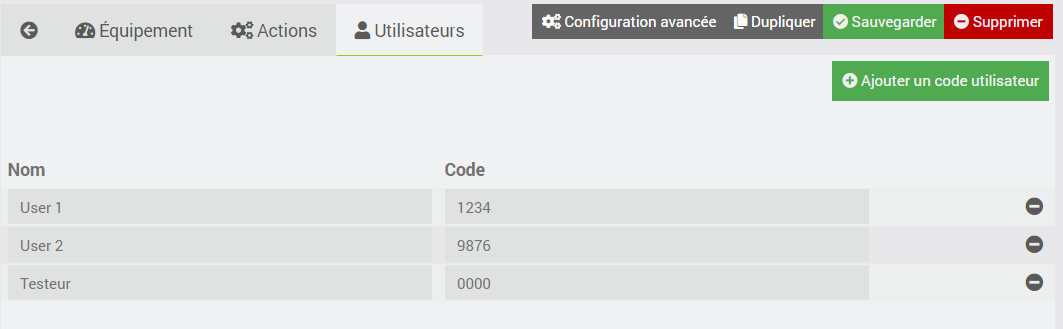 Équipement Actions Utilisateurs Configuration avancée Dupliquer Sauvegarder Supprimer
Ajouter un code utilisateur
Nom Code
User 1 1234
User 2 9876
Testeur 0000